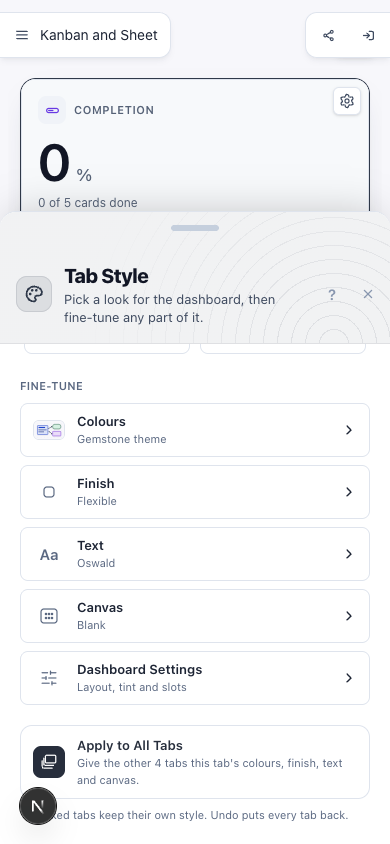 Kanban and Sheet
COMPLETION
0 %
0 of 5 cards done
Tab Style
Pick a look for the dashboard, then
fine-tune any part of it.
?
FINE-TUNE
Colours
Gemstone theme
Finish
Flexible
Aa
Text
Oswald
Canvas
Blank
Dashboard Settings
Layout, tint and slots
Apply to All Tabs
Give the other 4 tabs this tab's colours, finish, text
and canvas.
N
tabs keep their own style. Undo puts every tab back.